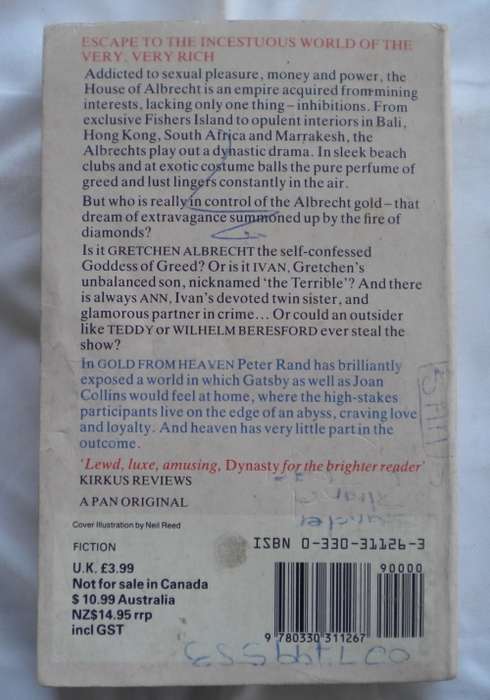 ESCAPE TO THE INCESTUOUS WORLD OF THE
VERY, VERY RICH
Addicted to sexual pleasure, money and power, the
House of Albrecht is an empire acquired from mining
interests, lacking only one thing – inhibitions. From
exclusive Fishers Island to opulent interiors in Bali,
Hong Kong, South Africa and Marrakesh, the
Albrechts play out a dynastic drama. In sleek beach
clubs and at exotic costume balls the pure perfume of
greed and lust lingers constantly in the air.
But who is really in control of the Albrecht gold – that
dream of extravagance summoned up by the fire of
diamonds?
Is it GRETCHEN ALBRECHT the self-confessed
Goddess of Greed? Or is it IVAN, Gretchen's
unbalanced son, nicknamed 'the Terrible'? And there
is always ANN, Ivan's devoted twin sister, and
glamorous partner in crime... Or could an outsider
like TEDDY or WILHELM BERESFORD ever steal the
show?
In GOLD FROM HEAVEN Peter Rand has brilliantly
exposed a world in which Gatsby as well as Joan
Collins would feel at home, where the high-stakes
participants live on the edge of an abyss, craving love
and loyalty. And heaven has very little part in the
outcome.
'Lewd, luxe, amusing, Dynasty for the brighter reader'
KIRKUS REVIEWS
A PAN ORIGINAL
Cover Illustration by Neil Reed
FICTION
ISBN 0-330-31126-3
U.K. £3.99
Not for sale in Canada
$ 10.99 Australia
NZ$14.95 rrp
incl GST
90000
9 780330 311267